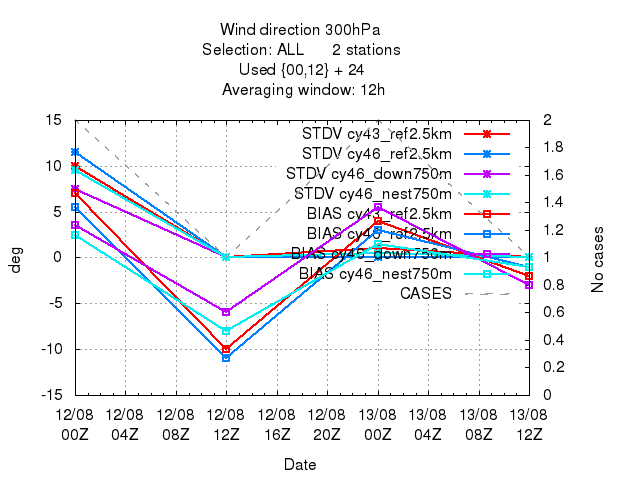 Wind direction 300hPa
Selection: ALL 2 stations
Used {00,12} + 24
Averaging window: 12h
15
10
5
0
-5
-10
-15
deg
2
1.8
1.6
1.4
1.2
1
0.8
0.6
0.4
0.2
0
No cases
STDV cy43_ref2.5km
STDV cy46_ref2.5km
STDV cy46_down750m
STDV cy46_nest750m
BIAS cy43_ref2.5km
BIAS cy46_ref2.5km
BIAS cy46_down750m
BIAS cy46_nest750m
CASES
12/08 12/08 12/08 12/08 12/08 12/08 13/08 13/08 13/08 13/08
00Z 04Z 08Z 12Z 16Z 20Z 00Z 04Z 08Z 12Z
Date